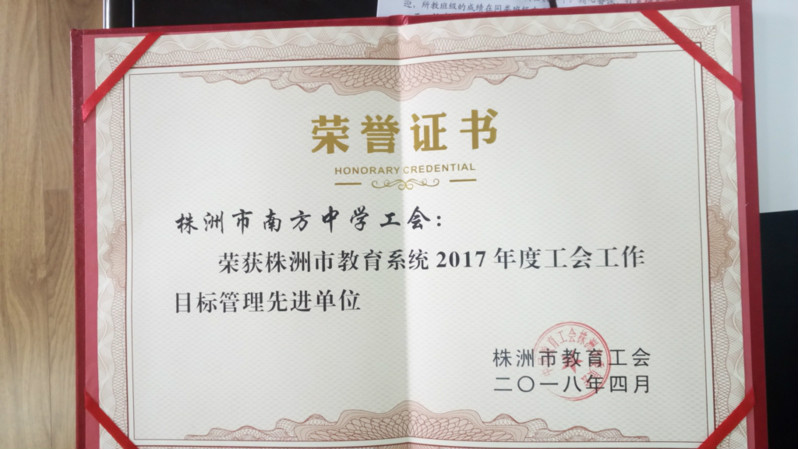 荣誉证书
HONORARY CREDENTIAL
株洲市南方中学工会：
荣获株洲市教育系统2017年度工会工作
目标管理先进单位
株洲市教育工会
二〇一八年四月